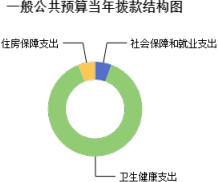 一般公共预算当年拨款结构图
住房保障支出
社会保障和就业支出
卫生健康支出